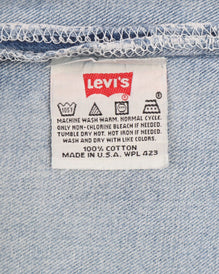 LEVI'S
®
105°
MACHINE WASH WARM. NORMAL CYCLE.
ONLY NON-CHLORINE BLEACH IF NEEDED.
TUMBLE DRY HOT. HOT IRON IF NEEDED.
WASH AND DRY WITH LIKE COLORS.
100% COTTON
MADE IN U.S.A. WPL 423